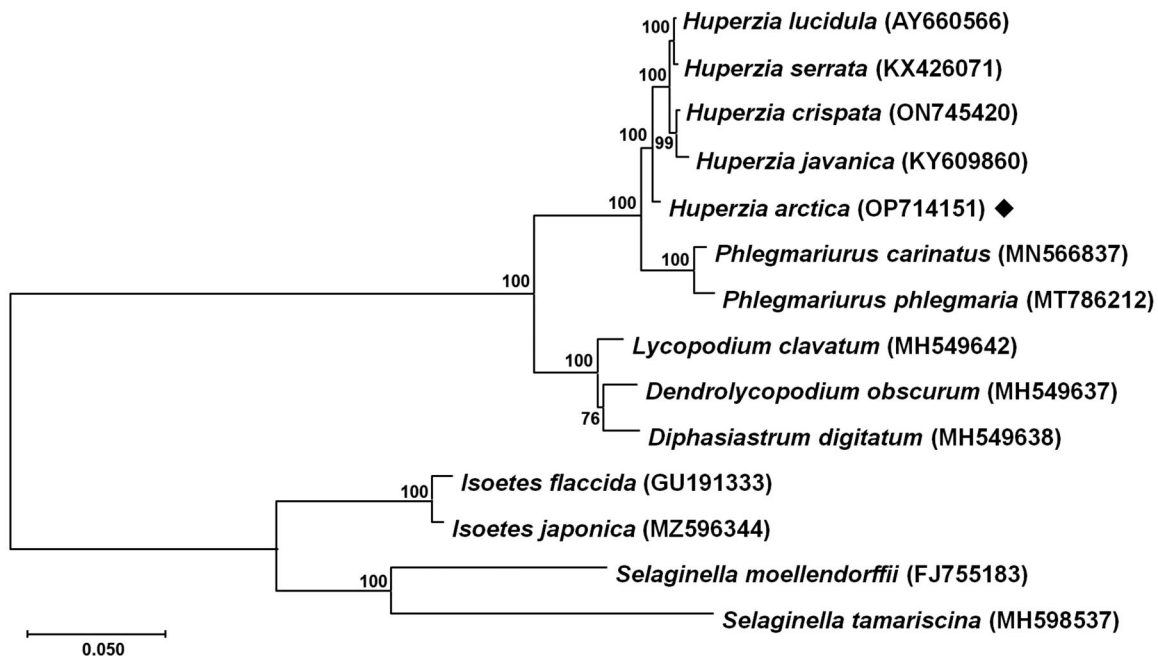 100
Huperzia lucidula (AY660566)
100
Huperzia serrata (KX426071)
100
Huperzia crispata (ON745420)
99
Huperzia javanica (KY609860)
100
Huperzia arctica (OP714151) ◆
100
Phlegmariurus carinatus (MN566837)
100
Phlegmariurus phlegmaria (MT786212)
100
Lycopodium clavatum (MH549642)
Dendrolycopodium obscurum (MH549637)
76
Diphasiastrum digitatum (MH549638)
100
Isoetes flaccida (GU191333)
Isoetes japonica (MZ596344)
100
Selaginella moellendorffii (FJ755183)
Selaginella tamariscina (MH598537)
0.050